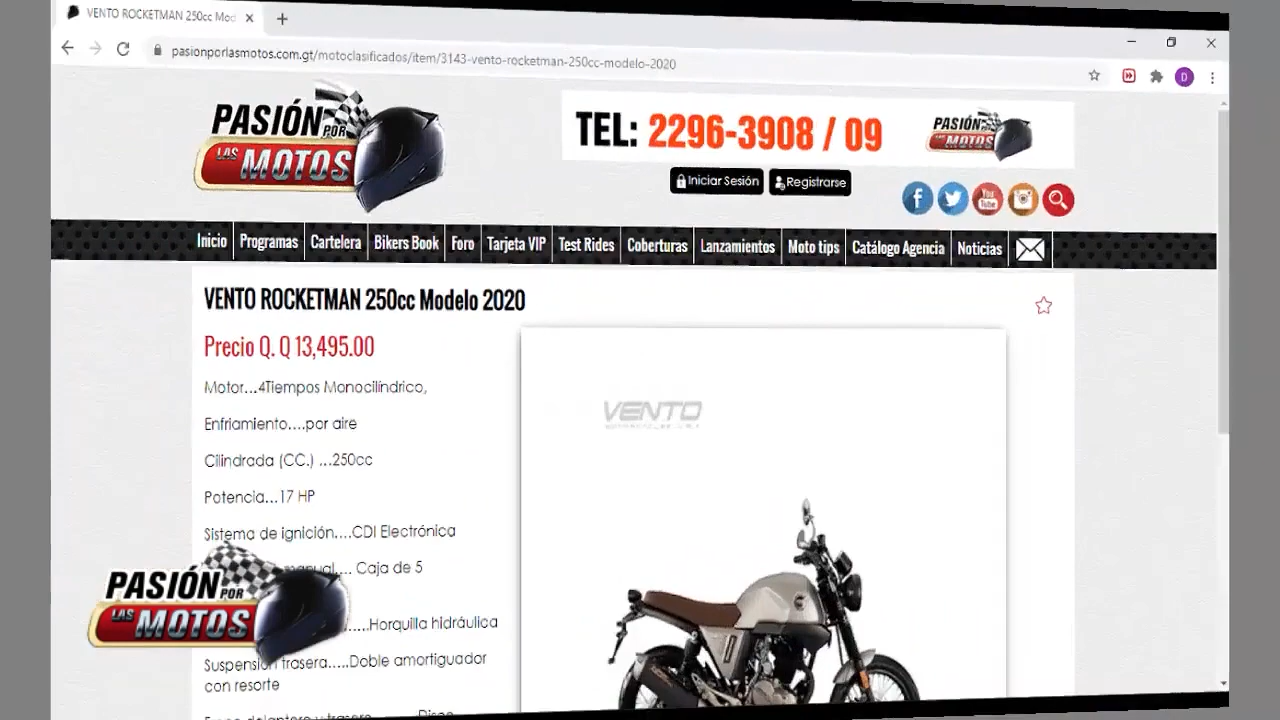 VENTO ROCKETMAN 250cc Mod
pasionporlasmotos.com.gt/motoclasificados/item/3143-vento-rocketman-250cc-modelo-2020
D
PASIÓN POR
LAS MOTOS
TEL: 2296-3908 / 09
PASIÓN POR
LAS MOTOS
Iniciar Sesión
Registrarse
You Tube
Inicio
Programas
Cartelera
Bikers Book
Foro
Tarjeta VIP
Test Rides
Coberturas
Lanzamientos
Moto tips
Catálogo Agencia
Noticias
VENTO ROCKETMAN 250cc Modelo 2020
Precio Q. Q 13,495.00
Motor...4Tiempos Monocilíndrico,
Enfriamiento....por aire
Cilindrada (CC.) ...250cc
Potencia...17 HP
Sistema de ignición....CDI Electrónica
manual.... Caja de 5
.....Horquilla hidráulica
Suspensión trasera.....Doble amortiguador
con resorte
VENTO
PASIÓN POR
LAS MOTOS